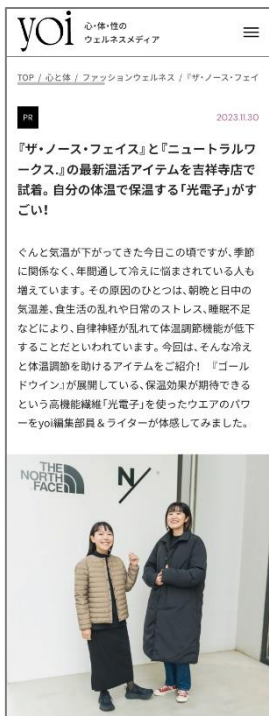 yoi
心・体・性の
ウェルネスメディア
TOP / 心と体 / ファッションウェルネス / 『ザ・ノース・フェイ
PR
2023.11.30
『ザ・ノース・フェイス』と『ニュートラルワ
ークス.』の最新温活アイテムを吉祥寺店で
試着。自分の体温で保温する「光電子」がす
ごい!
ぐんと気温が下がってきた今日この頃ですが、季節
に関係なく、年間通して冷えに悩まされている人も
増えています。その原因のひとつは、朝晩と日中の
気温差、食生活の乱れや日常のストレス、睡眠不足
などにより、自律神経が乱れて体温調節機能が低下
することだといわれています。今回は、そんな冷え
と体温調節を助けるアイテムをご紹介! 『ゴール
ドウイン』が展開している、保温効果が期待できる
という高機能繊維「光電子」を使ったウエアのパワ
ーをyoi編集部員&ライターが体感してみました。
THE
NORTH
FACE
N/